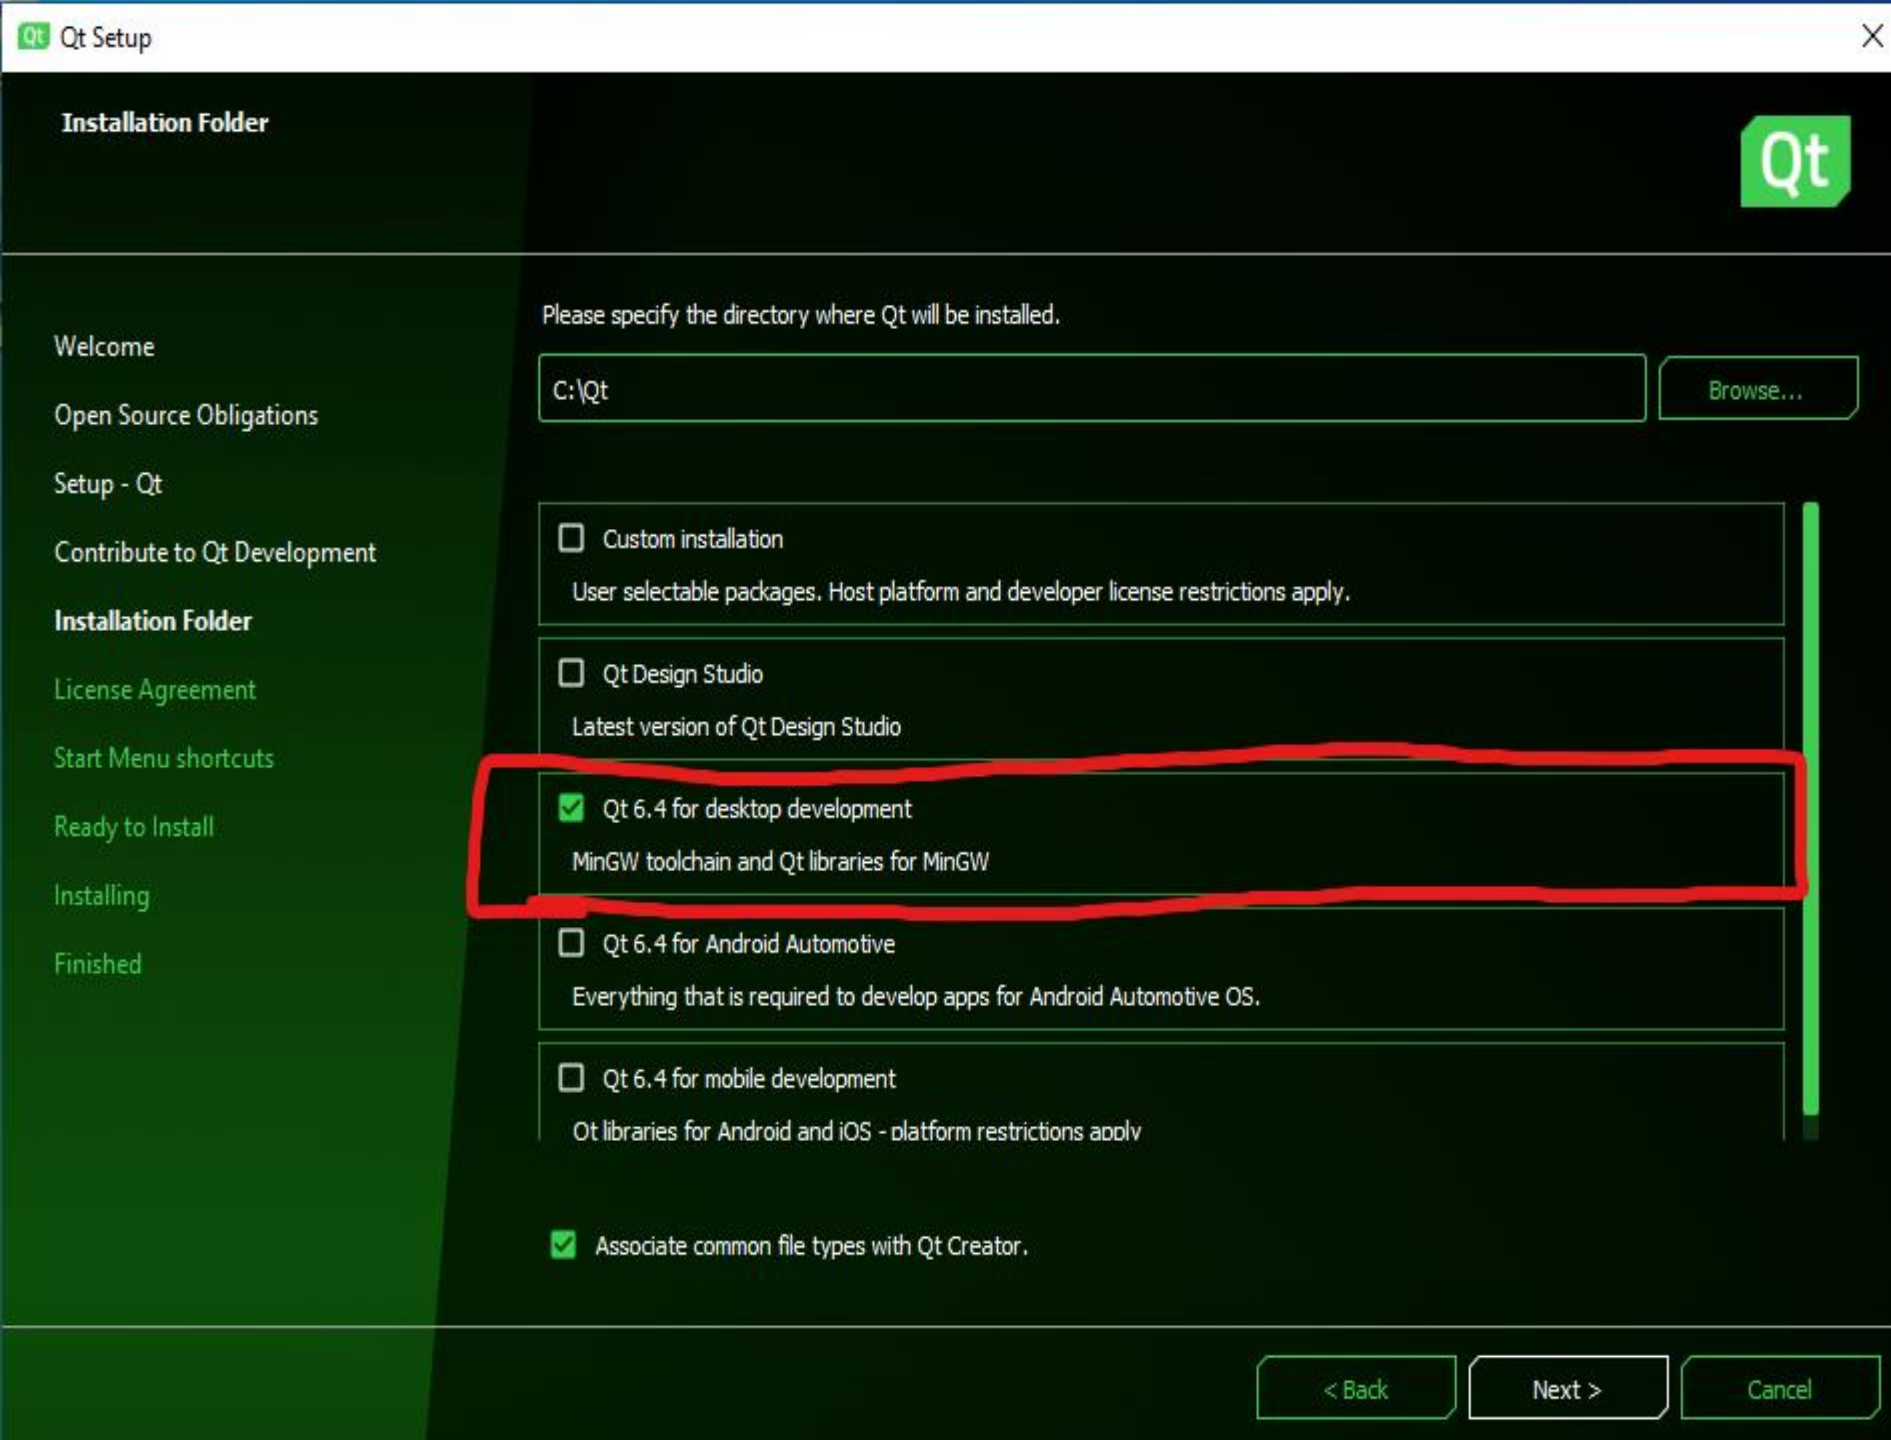 Qt Qt Setup
Installation Folder
Qt
Welcome
Open Source Obligations
Setup - Qt
Contribute to Qt Development
Installation Folder
License Agreement
Start Menu shortcuts
Ready to Install
Installing
Finished
Please specify the directory where Qt will be installed.
C:\Qt
Browse...
Custom installation
User selectable packages. Host platform and developer license restrictions apply.
Qt Design Studio
Latest version of Qt Design Studio
Qt 6.4 for desktop development
MinGW toolchain and Qt libraries for MinGW
Qt 6.4 for Android Automotive
Everything that is required to develop apps for Android Automotive OS.
Qt 6.4 for mobile development
Qt libraries for Android and iOS - platform restrictions apply
Associate common file types with Qt Creator.
< Back
Next >
Cancel